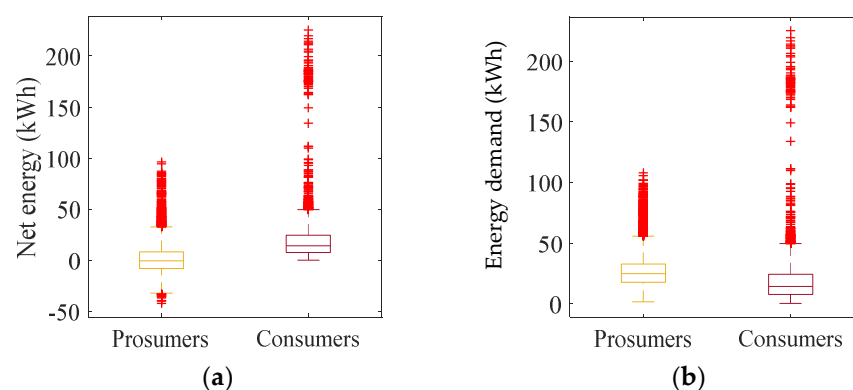 Net energy (kWh)
200
150
100
50
0
-50
Prosumers Consumers
(a)
Energy demand (kWh)
200
150
100
50
0
Prosumers Consumers
(b)